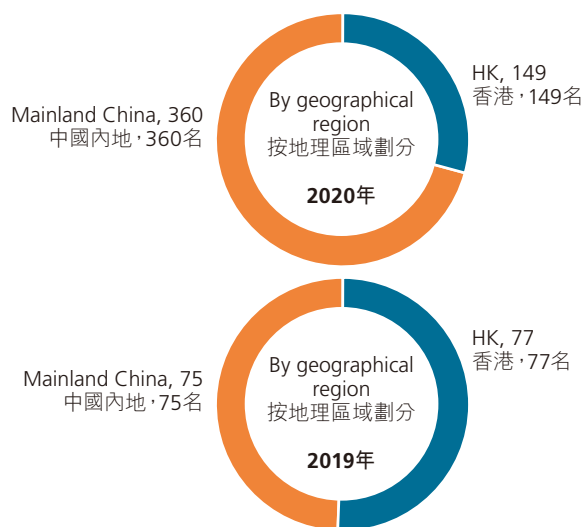 HK, 149
香港，149名
Mainland China, 360
中國內地，360名
By geographical
region
按地理區域劃分
2020年
HK, 77
香港，77名
Mainland China, 75
中國內地，75名
By geographical
region
按地理區域劃分
2019年